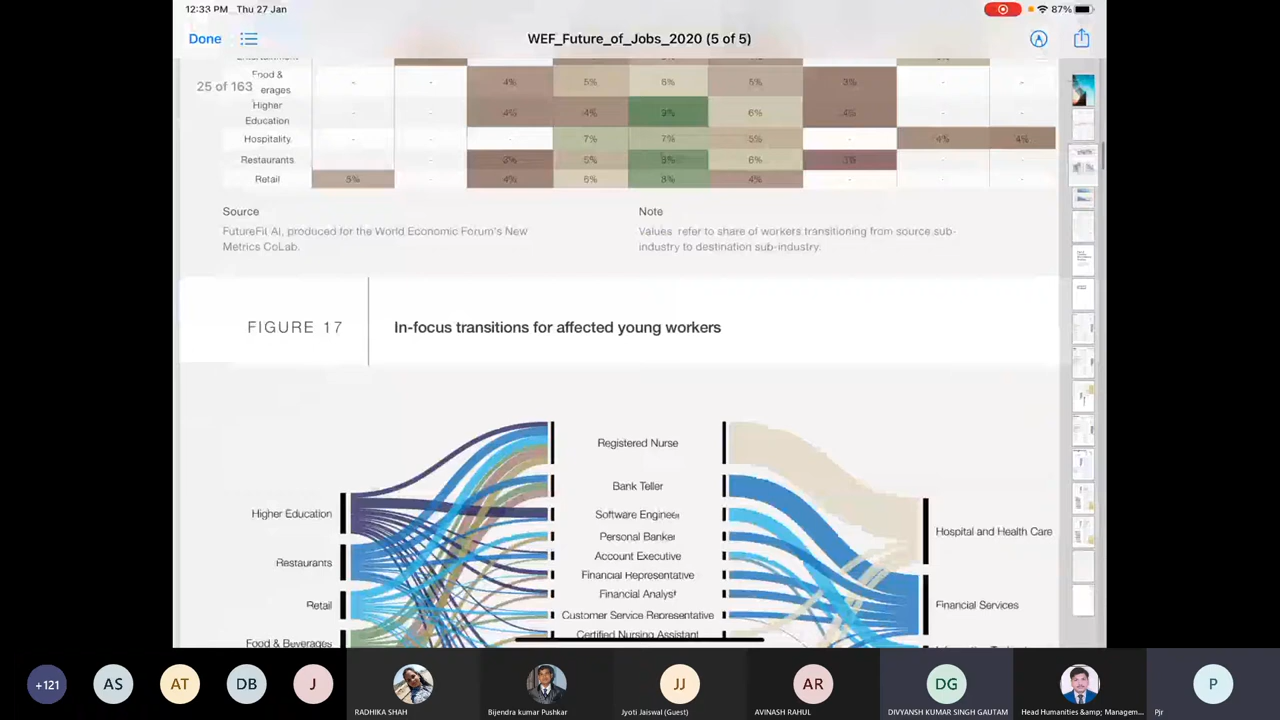 12:33 PM Thu 27 Jan
87%
Done
WEF_Future_of_Jobs_2020 (5 of 5)
25 of 163
Food &
erages
- - 4% 5% 6% 5% 3% - -
Higher
Education
- - 4% 4% 9% 6% 4% - -
Hospitality - - - 7% 7% 5% - 4% 4%
Restaurants - - 3% 5% 8% 6% 3% - -
Retail 5% - 4% 6% 8% 4% - - -
Source
FutureFit AI, produced for the World Economic Forum's New
Metrics CoLab.
Note
Values refer to share of workers transitioning from source sub-
industry to destination sub-industry.
FIGURE 17
In-focus transitions for affected young workers
Registered Nurse
Bank Teller
Software Engineer
Personal Banker
Account Executive
Financial Representative
Financial Analyst
Customer Service Representative
Certified Nursing Assistant
Higher Education
Restaurants
Retail
Food & Beverages
Hospital and Health Care
Financial Services
+121
AS
AT
DB
J
RADHIKA SHAH
Bijendra kumar Pushkar
JJ
Jyoti Jaiswal (Guest)
AR
AVINASH RAHUL
DG
DIVYANSH KUMAR SINGH GAUTAM
Head Humanities &amp; Managem...
P
Pjr